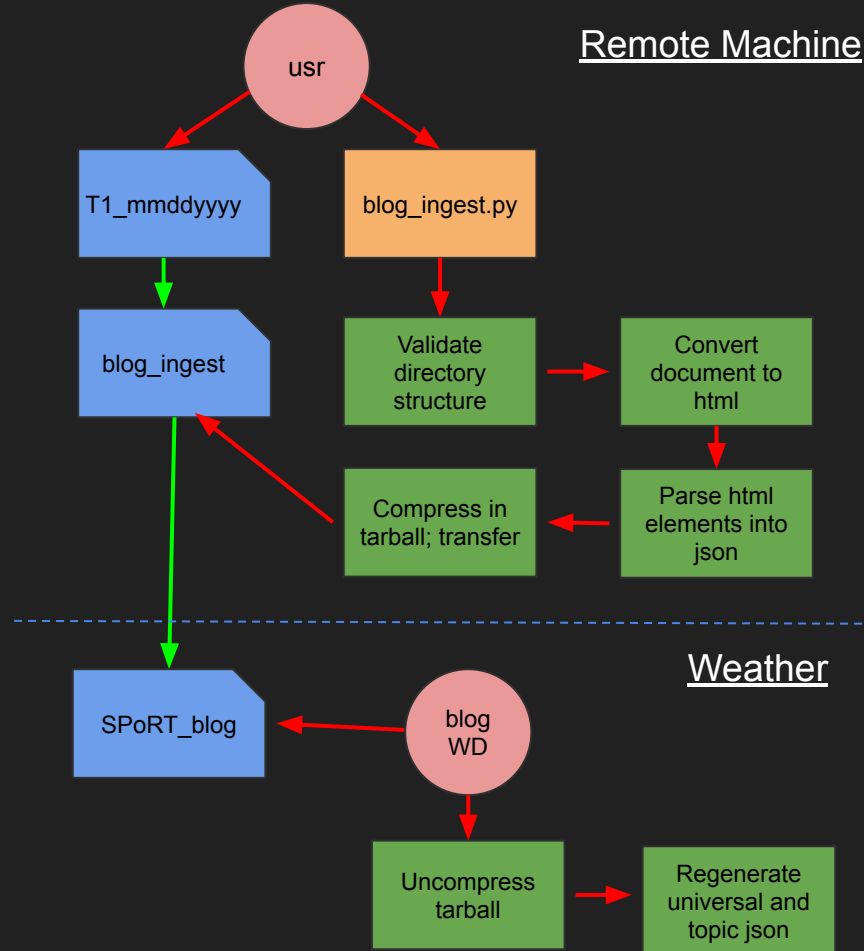 Remote Machine
usr
T1_mmddyyyy
blog_ingest.py
blog_ingest
Validate
directory
structure
Convert
document to
html
Compress in
tarball; transfer
Parse html
elements into
json
Weather
SPoRT_blog
blog
WD
Uncompress
tarball
Regenerate
universal and
topic json